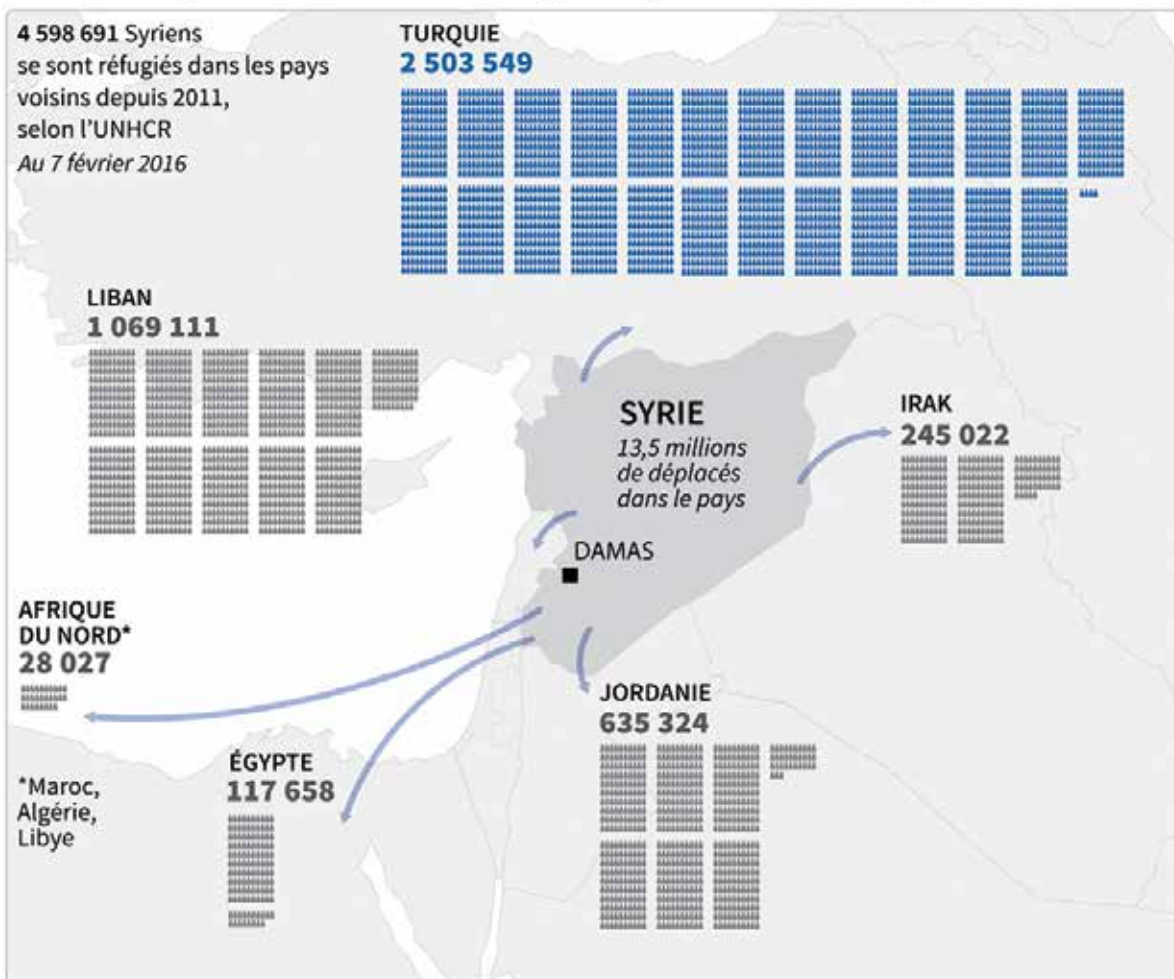 4 598 691 Syriens
se sont réfugiés dans les pays
voisins depuis 2011,
selon l'UNHCR
Au 7 février 2016
TURQUIE
2 503 549
LIBAN
1 069 111
SYRIE
13,5 millions
de déplacés
dans le pays
DAMAS
IRAK
245 022
AFRIQUE
DU NORD*
28 027
*Maroc,
Algérie,
Libye
ÉGYPTE
117 658
JORDANIE
635 324